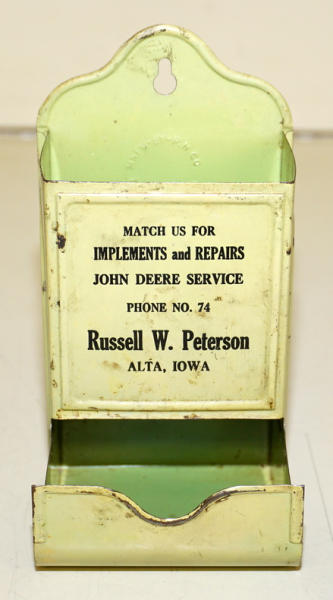 MATCH US FOR
IMPLEMENTS and REPAIRS
JOHN DEERE SERVICE
PHONE NO. 74
Russell W. Peterson
ALTA, IOWA